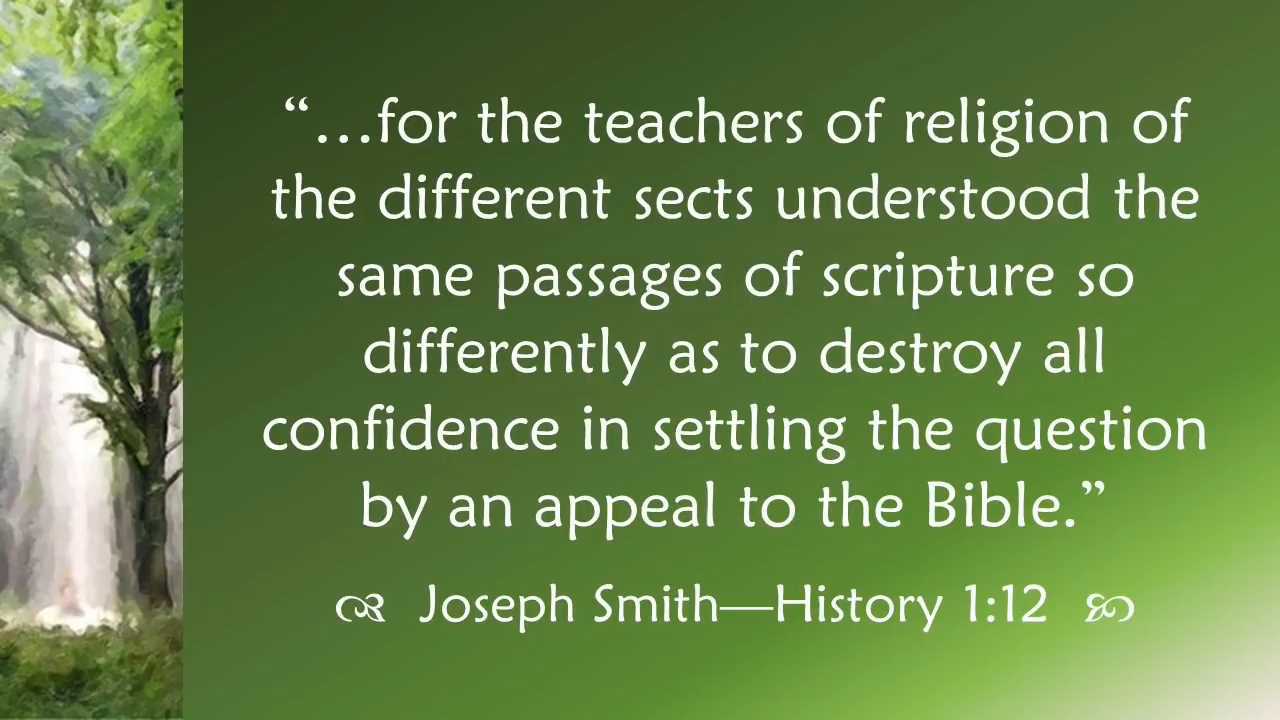 “…for the teachers of religion of
the different sects understood the
same passages of scripture so
differently as to destroy all
confidence in settling the question
by an appeal to the Bible.”
Joseph Smith—History 1:12